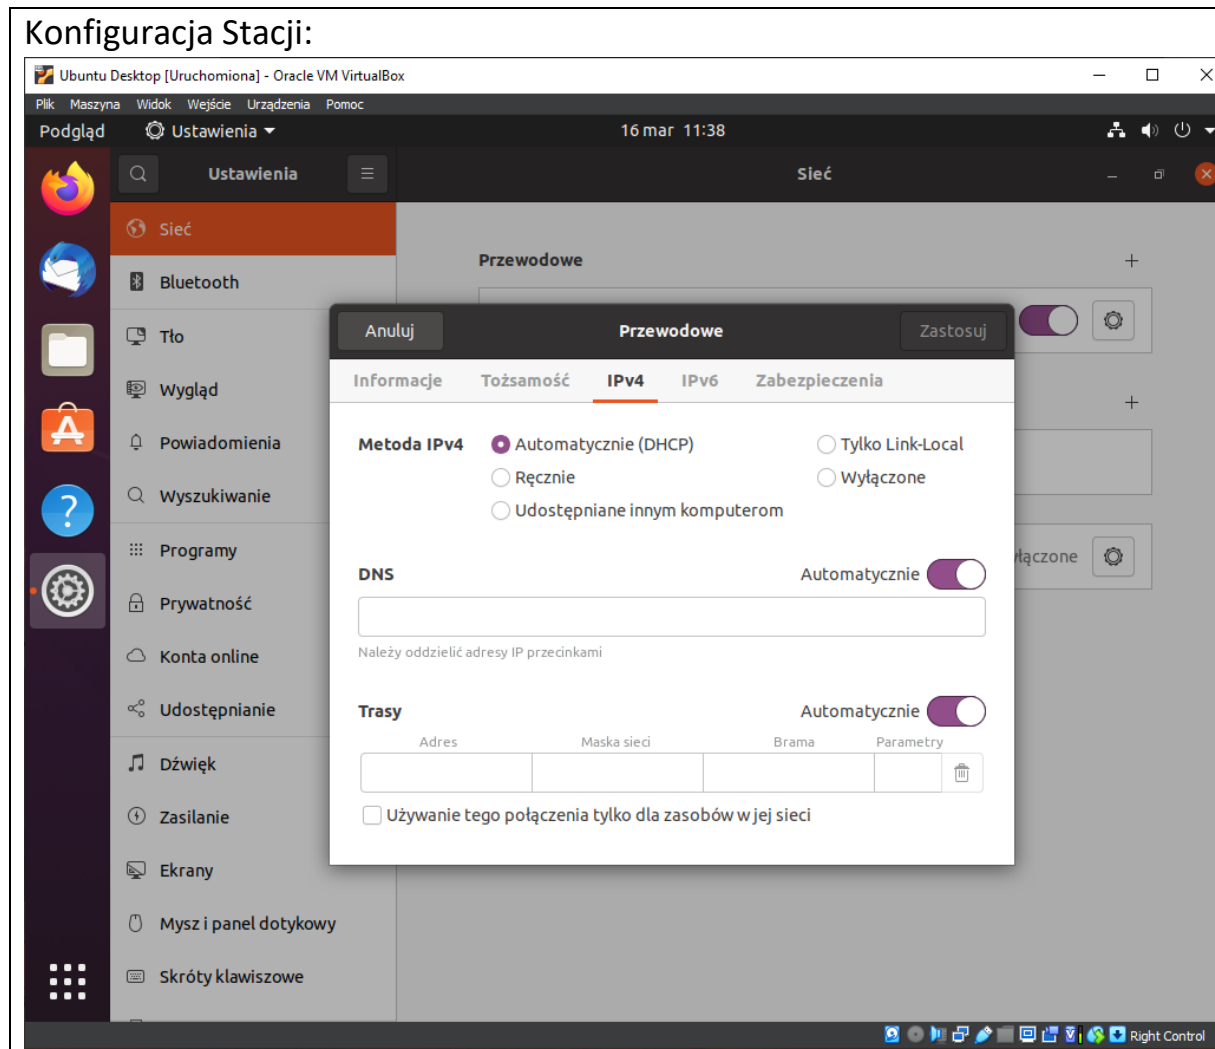 Konfiguracja Stacji:
Ubuntu Desktop [Uruchomiona] - Oracle VM VirtualBox
Plik Maszyna Widok Wejście Urządzenia Pomoc
Podgląd Ustawienia 16 mar 11:38
Ustawienia Sieć
Sieć
Przewodowe
Bluetooth
Anuluj Przewodowe Zastosuj
Tło
Informacje Tożsamość IPv4 IPv6 Zabezpieczenia
Wygląd
Metoda IPv4 Automatycznie (DHCP) Tylko Link-Local
Powiadomienia
Ręcznie Wyłączone
Wyszukiwanie
Udostępniane innym komputerom
Programy
łączone
DNS Automatycznie
Prywatność
Należy oddzielić adresy IP przecinkami
Konta online
Trasy Automatycznie
Udostępnianie
Adres Maska sieci Brama Parametry
Dźwięk
Używanie tego połączenia tylko dla zasobów w jej sieci
Zasilanie
Ekrany
Mysz i panel dotykowy
Skróty klawiszowe
Right Control